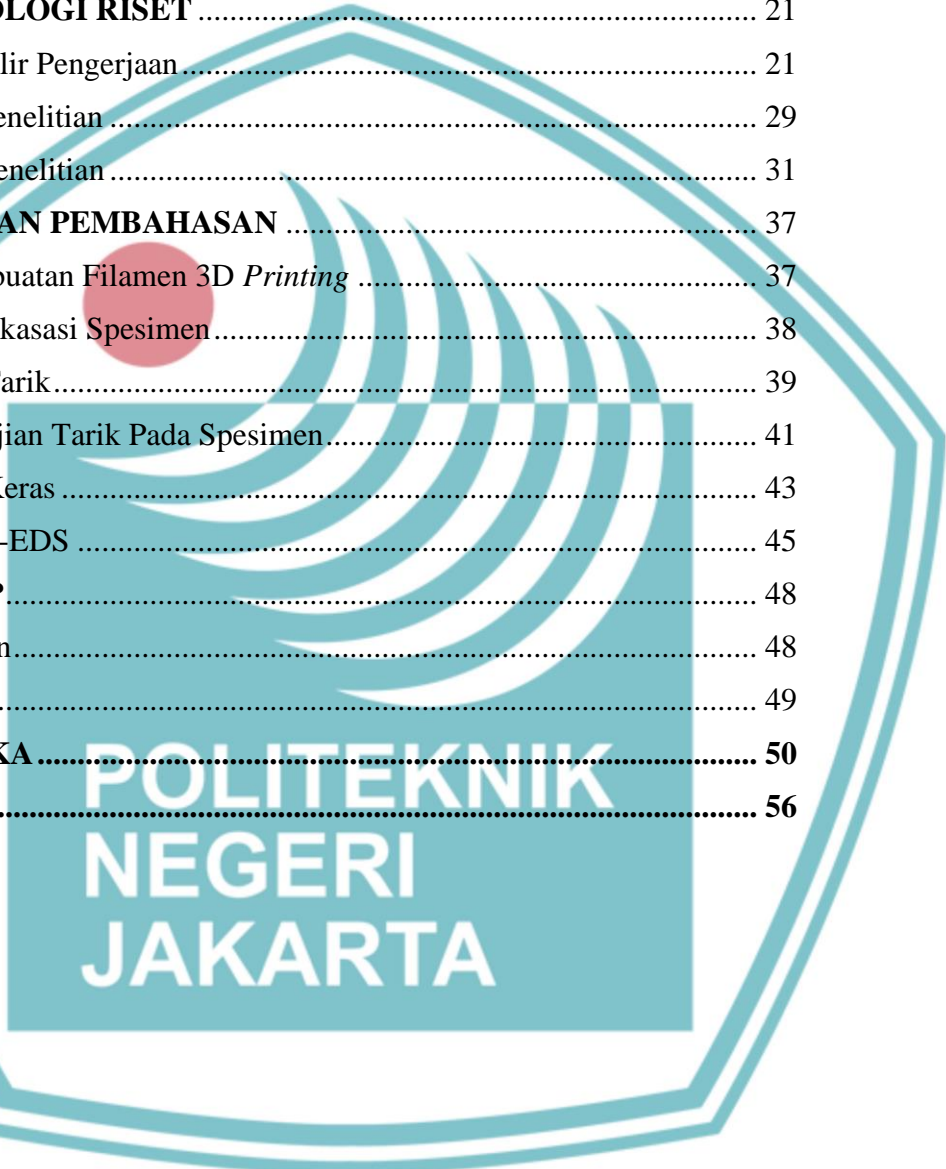 OLOGI RISET ........ 21
lir Pengerjaan ........ 21
enelitian ........ 29
enelitian ........ 31
AN PEMBAHASAN ........ 37
buatan Filamen 3D Printing ........ 37
kasasi Spesimen ........ 38
Tarik ........ 39
jian Tarik Pada Spesimen ........ 41
Keras ........ 43
-EDS ........ 45
........ 48
n ........ 48
........ 49
KA ........ 50
........ 56
POLITEKNIK
NEGERI
JAKARTA